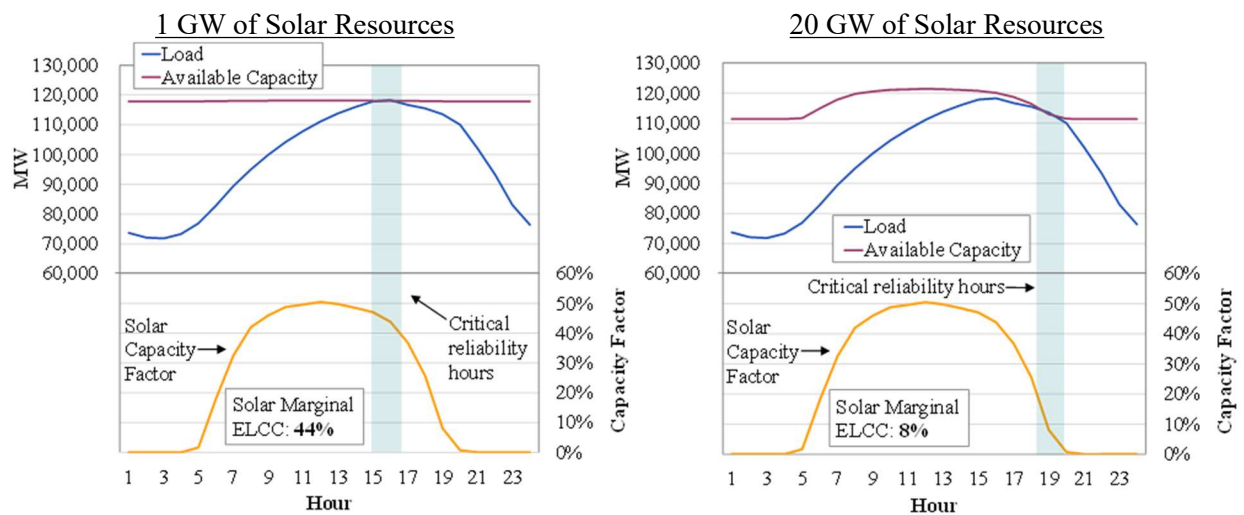 1 GW of Solar Resources
Load
Available Capacity
130,000
120,000
110,000
100,000
90,000
80,000
70,000
60,000
MW
60%
50%
40%
30%
20%
10%
0%
Capacity Factor
Solar
Capacity
Factor
Critical
reliability
hours
Solar Marginal
ELCC: 44%
1 3 5 7 9 11 13 15 17 19 21 23
Hour
20 GW of Solar Resources
130,000
120,000
110,000
100,000
90,000
80,000
70,000
60,000
MW
Load
Available Capacity
60%
50%
40%
30%
20%
10%
0%
Capacity Factor
Critical reliability hours
Solar
Capacity
Factor
Solar Marginal
ELCC: 8%
1 3 5 7 9 11 13 15 17 19 21 23
Hour